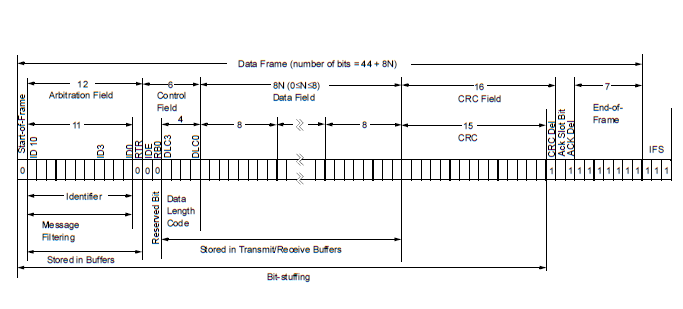 Data Frame (number of bits = 44 + 8N)
12
Arbitration Field
6
Control
Field
8N (0≤N≤8)
Data Field
16
CRC Field
7
End-of-
Frame
11
4
8
8
15
CRC
Start-of-Frame
ID 10
ID3
ID0
RTR
IDE
RB0
DLC3
DLC0
CRC Del
Ack Slot Bit
ACK Del
IFS
0 0 0 0 1 1 1 1 1 1 1 1 1 1 1 1
Identifier
Message
Filtering
Stored in Buffers
Reserved Bit
Data
Length
Code
Stored in Transmit/Receive Buffers
Bit-stuffing